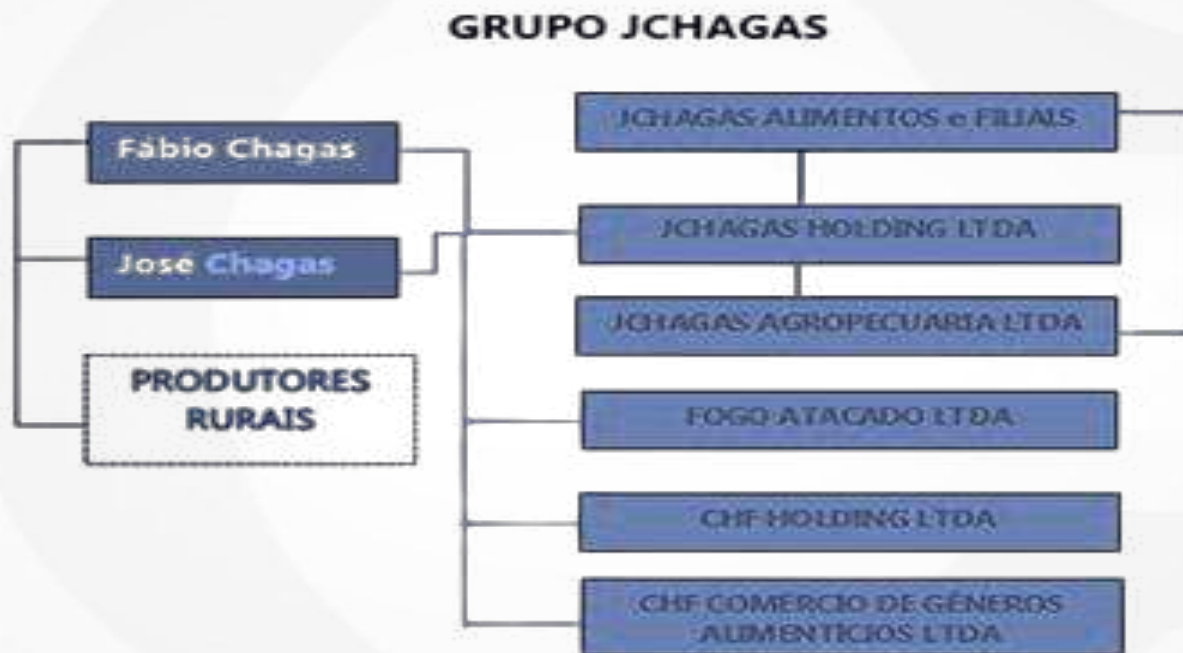 GRUPO JCHAGAS
Fábio Chagas
José Chagas
PRODUTORES
RURAIS
JCHAGAS ALIMENTOS e FILIAIS
JCHAGAS HOLDING LTDA
JCHAGAS AGROPECUARIA LTDA
FOGO ATACADO LTDA
CHF HOLDING LTDA
CHF COMERCIO DE GÊNEROS
ALIMENTÍCIOS LTDA